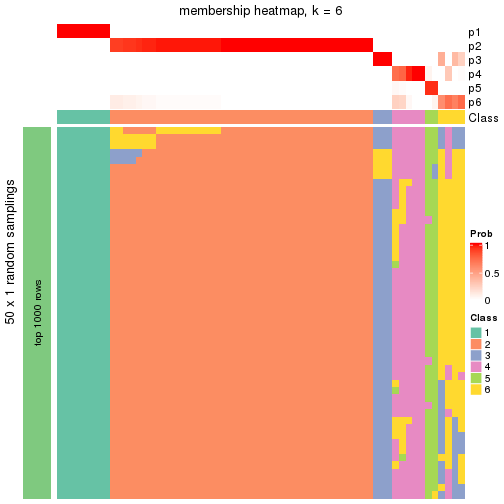 membership heatmap, k = 6
p1
p2
p3
p4
p5
p6
Class
50 x 1 random samplings
top 1000 rows
Prob
1
0.5
0
Class
1
2
3
4
5
6